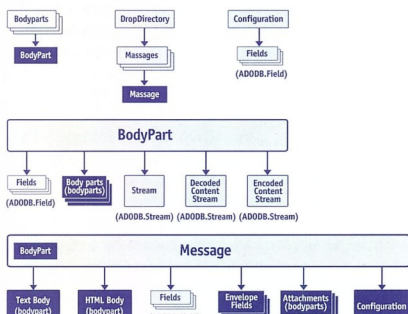 Bodyparts
DropDirectory
Configuration
BodyPart
Massages
Fields
(ADODB.Field)
Massage
BodyPart
Fields
Body parts
(bodyparts)
Stream
Decoded
Content
Stream
Encoded
Content
Stream
(ADODB.Field)
(ADODB.Stream)
(ADODB.Stream)
(ADODB.Stream)
BodyPart
Message
Text Body
(bodypart)
HTML Body
(bodypart)
Fields
Envelope
Fields
Attachments
(bodyparts)
Configuration